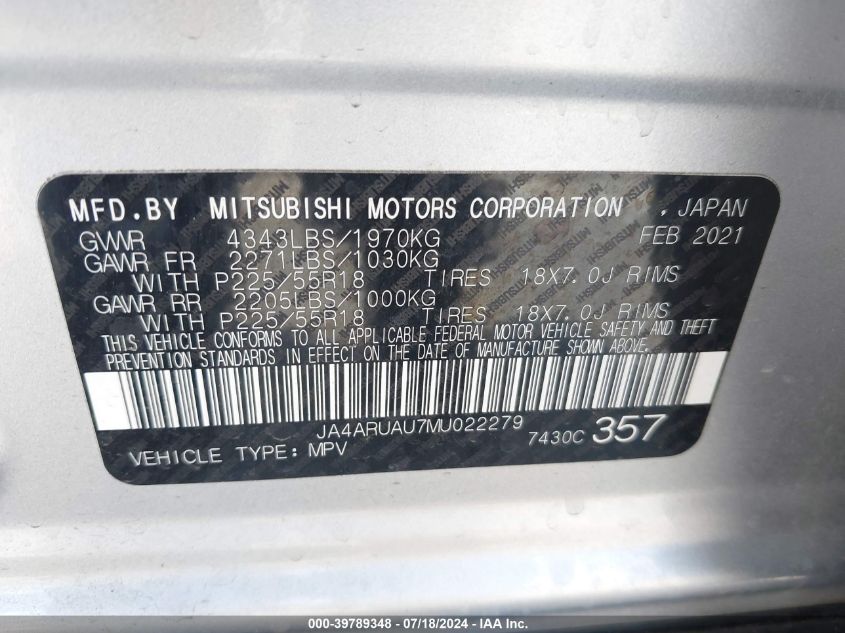 MFD.BY MITSUBISHI MOTORS CORPORATION , JAPAN
GVWR 4343LBS/1970KG FEB 2021
GAWR FR 2271LBS/1030KG
WITH P225/55R18 TIRES 18X7.0J RIMS
GAWR RR 2205LBS/1000KG
WITH P225/55R18 TIRES 18X7.0J RIMS
THIS VEHICLE CONFORMS TO ALL APPLICABLE FEDERAL MOTOR VEHICLE SAFETY AND THEFT
PREVENTION STANDARDS IN EFFECT ON THE DATE OF MANUFACTURE SHOWN ABOVE.
JA4ARUAU7MU022279
VEHICLE TYPE: MPV 7430C 357
000-39789348 - 07/18/2024 - IAA Inc.